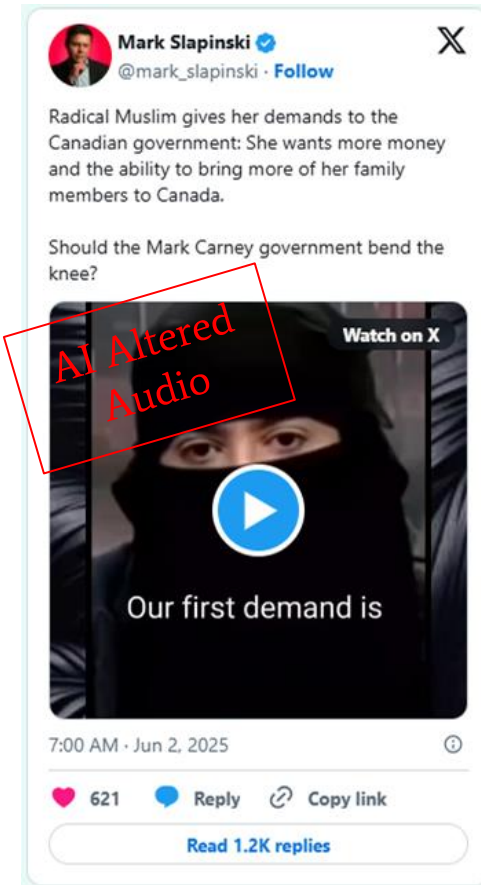 Mark Slapinski
@mark_slapinski · Follow
Radical Muslim gives her demands to the
Canadian government: She wants more money
and the ability to bring more of her family
members to Canada.
Should the Mark Carney government bend the
knee?
AI Altered
Audio
Watch on X
Our first demand is
7:00 AM · Jun 2, 2025
621 Reply Copy link
Read 1.2K replies